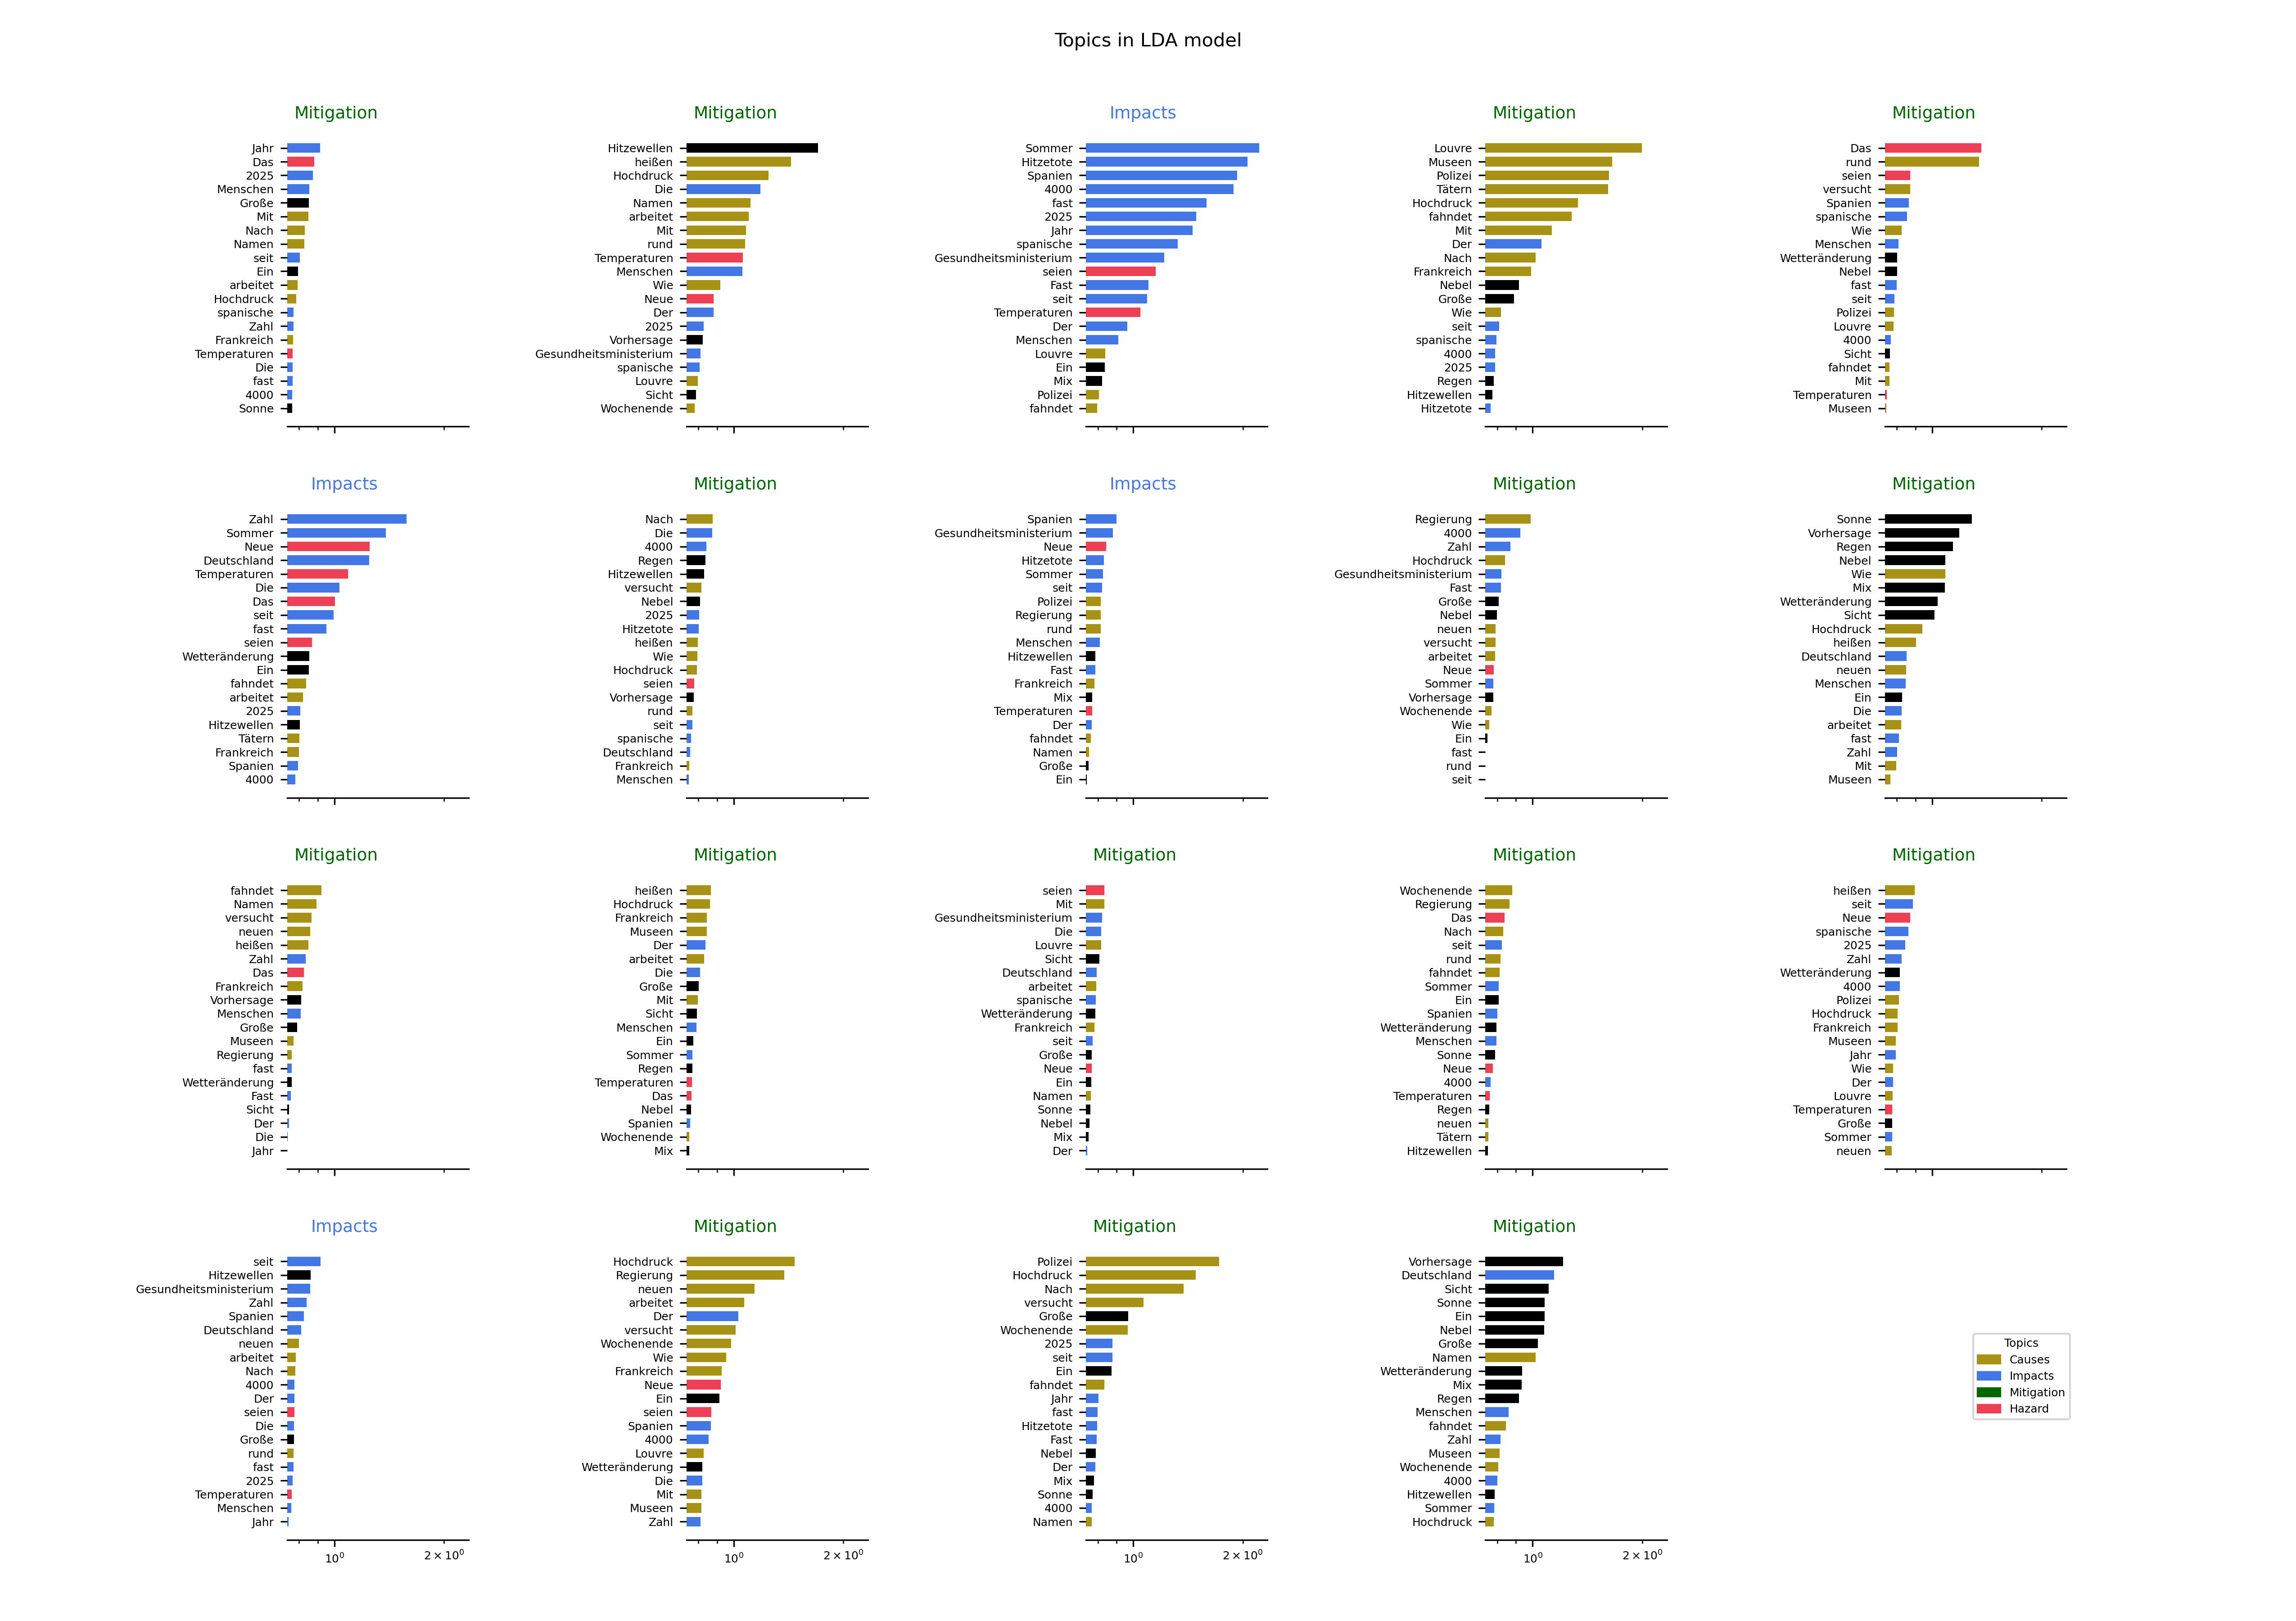 Topics in LDA model
Mitigation
Jahr
Das
2025
Menschen
Große
Mit
Nach
Namen
seit
Ein
arbeitet
Hochdruck
spanische
Zahl
Frankreich
Temperaturen
Die
fast
4000
Sonne
Mitigation
Hitzewellen
heißen
Hochdruck
Die
Namen
arbeitet
Mit
rund
Temperaturen
Menschen
Wie
Neue
Der
2025
Vorhersage
Gesundheitsministerium
spanische
Louvre
Sicht
Wochenende
Impacts
Sommer
Hitzetote
Spanien
4000
fast
2025
Jahr
spanische
Gesundheitsministerium
seien
Fast
seit
Temperaturen
Der
Menschen
Louvre
Ein
Mix
Polizei
fahndet
Mitigation
Louvre
Museen
Polizei
Tätern
Hochdruck
fahndet
Mit
Der
Nach
Frankreich
Nebel
Große
Wie
seit
spanische
4000
2025
Regen
Hitzewellen
Hitzetote
Mitigation
Das
rund
seien
versucht
Spanien
spanische
Wie
Menschen
Wetteränderung
Nebel
fast
seit
Polizei
Louvre
4000
Sicht
fahndet
Mit
Temperaturen
Museen
Impacts
Zahl
Sommer
Neue
Deutschland
Temperaturen
Die
Das
seit
fast
seien
Wetteränderung
Ein
fahndet
arbeitet
2025
Hitzewellen
Tätern
Frankreich
Spanien
4000
Mitigation
Nach
Die
4000
Regen
Hitzewellen
versucht
Nebel
2025
Hitzetote
heißen
Wie
Hochdruck
seien
Vorhersage
rund
seit
spanische
Deutschland
Frankreich
Menschen
Impacts
Spanien
Gesundheitsministerium
Neue
Hitzetote
Sommer
seit
Polizei
Regierung
rund
Menschen
Hitzewellen
Fast
Frankreich
Mix
Temperaturen
Der
fahndet
Namen
Große
Ein
Mitigation
Regierung
4000
Zahl
Hochdruck
Gesundheitsministerium
Fast
Große
Nebel
neuen
versucht
arbeitet
Neue
Sommer
Vorhersage
Wochenende
Wie
Ein
fast
rund
seit
Mitigation
Sonne
Vorhersage
Regen
Nebel
Wie
Mix
Wetteränderung
Sicht
Hochdruck
heißen
Deutschland
neuen
Menschen
Ein
Die
arbeitet
fast
Zahl
Mit
Museen
Mitigation
fahndet
Namen
versucht
neuen
heißen
Zahl
Das
Frankreich
Vorhersage
Menschen
Große
Museen
Regierung
fast
Wetteränderung
Fast
Sicht
Der
Die
Jahr
Mitigation
heißen
Hochdruck
Frankreich
Museen
Der
arbeitet
Die
Große
Mit
Sicht
Menschen
Ein
Sommer
Regen
Temperaturen
Das
Nebel
Spanien
Wochenende
Mix
Mitigation
seien
Mit
Gesundheitsministerium
Die
Louvre
Sicht
Deutschland
arbeitet
spanische
Wetteränderung
Frankreich
seit
Große
Neue
Ein
Namen
Sonne
Nebel
Mix
Der
Mitigation
Wochenende
Regierung
Das
Nach
seit
rund
fahndet
Sommer
Ein
Spanien
Wetteränderung
Menschen
Sonne
Neue
4000
Temperaturen
Regen
neuen
Tätern
Hitzewellen
Mitigation
heißen
seit
Neue
spanische
2025
Zahl
Wetteränderung
4000
Polizei
Hochdruck
Frankreich
Museen
Jahr
Wie
Der
Louvre
Temperaturen
Große
Sommer
neuen
Impacts
seit
Hitzewellen
Gesundheitsministerium
Zahl
Spanien
Deutschland
neuen
arbeitet
Nach
4000
Der
seien
Die
Große
rund
fast
2025
Temperaturen
Menschen
Jahr
10⁰
2 × 10⁰
Mitigation
Hochdruck
Regierung
neuen
arbeitet
Der
versucht
Wochenende
Wie
Frankreich
Neue
Ein
seien
Spanien
4000
Louvre
Wetteränderung
Die
Mit
Museen
Zahl
10⁰
2 × 10⁰
Mitigation
Polizei
Hochdruck
Nach
versucht
Große
Wochenende
2025
seit
Ein
fahndet
Jahr
fast
Hitzetote
Fast
Nebel
Der
Mix
Sonne
4000
Namen
10⁰
2 × 10⁰
Mitigation
Vorhersage
Deutschland
Sicht
Sonne
Ein
Nebel
Große
Namen
Wetteränderung
Mix
Regen
Menschen
fahndet
Zahl
Museen
Wochenende
4000
Hitzewellen
Sommer
Hochdruck
10⁰
2 × 10⁰
Topics
Causes
Impacts
Mitigation
Hazard